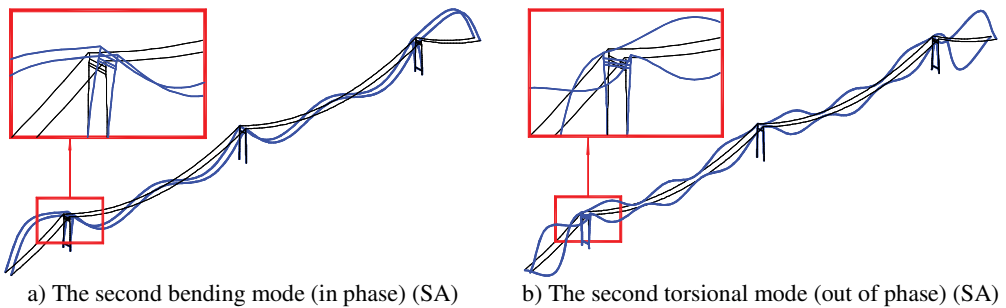 a) The second bending mode (in phase) (SA)
b) The second torsional mode (out of phase) (SA)